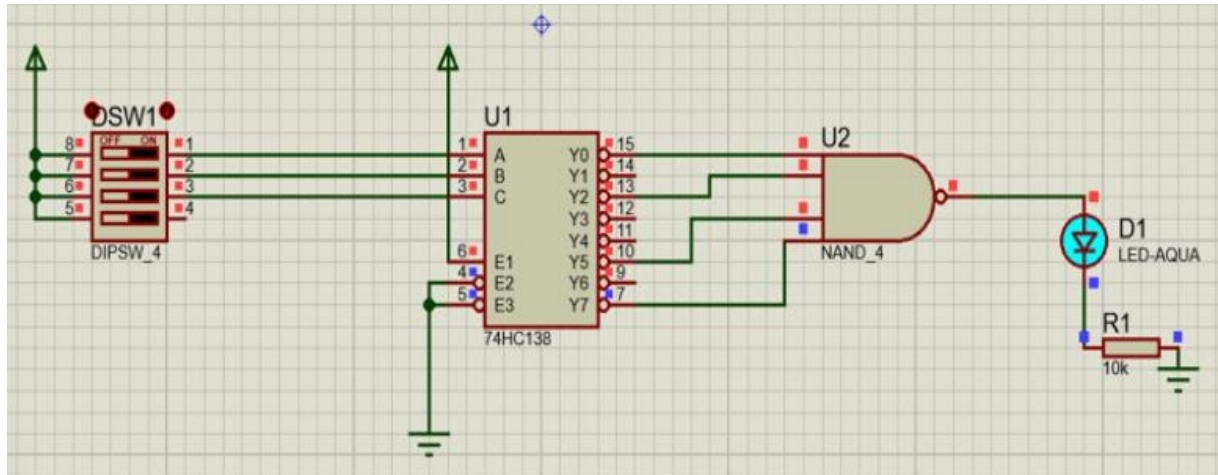 DSW1
OFF ON
8 1
7 2
6 3
5 4
DIPSW_4
U1
1 A Y0 15
2 B Y1 14
3 C Y2 13
Y3 12
Y4 11
6 E1 Y5 10
4 E2 Y6 9
5 E3 Y7 7
74HC138
U2
NAND_4
D1
LED-AQUA
R1
10k